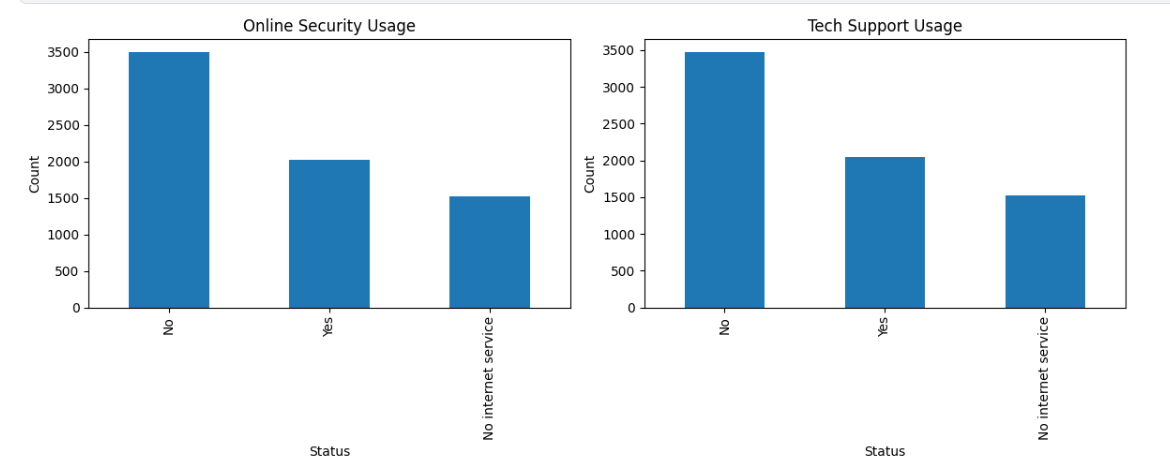 Online Security Usage
3500
3000
2500
2000
1500
1000
500
0
Count
No
Yes
No internet service
Status
Tech Support Usage
3500
3000
2500
2000
1500
1000
500
0
Count
No
Yes
No internet service
Status